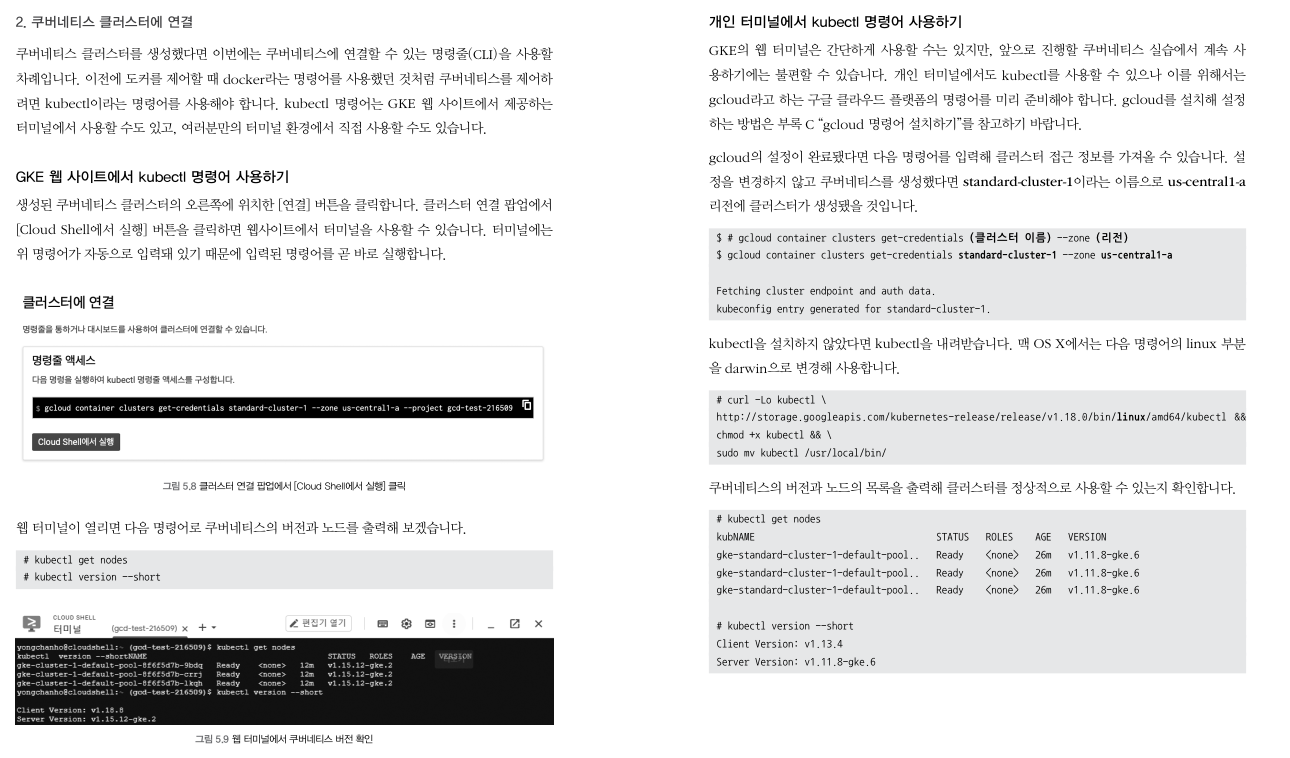 2. 쿠버네티스 클러스터에 연결
쿠버네티스 클러스터를 생성했다면 이번에는 쿠버네티스에 연결할 수 있는 명령줄(CLI)을 사용할
차례입니다. 이전에 도커를 제어할 때 docker라는 명령어를 사용했던 것처럼 쿠버네티스를 제어하
려면 kubectl이라는 명령어를 사용해야 합니다. kubectl 명령어는 GKE 웹 사이트에서 제공하는
터미널에서 사용할 수도 있고, 여러분만의 터미널 환경에서 직접 사용할 수도 있습니다.
GKE 웹 사이트에서 kubectl 명령어 사용하기
생성된 쿠버네티스 클러스터의 오른쪽에 위치한 [연결] 버튼을 클릭합니다. 클러스터 연결 팝업에서
[Cloud Shell에서 실행] 버튼을 클릭하면 웹사이트에서 터미널을 사용할 수 있습니다. 터미널에는
위 명령어가 자동으로 입력돼 있기 때문에 입력된 명령어를 곧 바로 실행합니다.
클러스터에 연결
명령줄을 통하거나 대시보드를 사용하여 클러스터에 연결할 수 있습니다.
명령줄 액세스
다음 명령을 실행하여 kubectl 명령줄 액세스를 구성합니다.
$ gcloud container clusters get-credentials standard-cluster-1 --zone us-central1-a --project gcd-test-216509
Cloud Shell에서 실행
그림 5.8 클러스터 연결 팝업에서 [Cloud Shell에서 실행] 클릭
웹 터미널이 열리면 다음 명령어로 쿠버네티스의 버전과 노드를 출력해 보겠습니다.
# kubectl get nodes
# kubectl version --short
CLOUD SHELL
터미널 (gcd-test-216509) x + 편집기 열기
yongchanho@cloudshell:~ (gcd-test-216509)$ kubectl get nodes
kubectl version --shortNAME STATUS ROLES AGE VERSION
gke-cluster-1-default-pool-8f6f5d7b-9bdq Ready <none> 12m v1.15.12-gke.2
gke-cluster-1-default-pool-8f6f5d7b-crrj Ready <none> 12m v1.15.12-gke.2
gke-cluster-1-default-pool-8f6f5d7b-lkqh Ready <none> 12m v1.15.12-gke.2
yongchanho@cloudshell:~ (gcd-test-216509)$ kubectl version --short
Client Version: v1.18.8
Server Version: v1.15.12-gke.2
그림 5.9 웹 터미널에서 쿠버네티스 버전 확인
개인 터미널에서 kubectl 명령어 사용하기
GKE의 웹 터미널은 간단하게 사용할 수는 있지만, 앞으로 진행할 쿠버네티스 실습에서 계속 사
용하기에는 불편할 수 있습니다. 개인 터미널에서도 kubectl를 사용할 수 있으나 이를 위해서는
gcloud라고 하는 구글 클라우드 플랫폼의 명령어를 미리 준비해야 합니다. gcloud를 설치해 설정
하는 방법은 부록 C “gcloud 명령어 설치하기”를 참고하기 바랍니다.
gcloud의 설정이 완료됐다면 다음 명령어를 입력해 클러스터 접근 정보를 가져올 수 있습니다. 설
정을 변경하지 않고 쿠버네티스를 생성했다면 standard-cluster-1이라는 이름으로 us-central1-a
리전에 클러스터가 생성됐을 것입니다.
$ # gcloud container clusters get-credentials (클러스터 이름) --zone (리전)
$ gcloud container clusters get-credentials standard-cluster-1 --zone us-central1-a
Fetching cluster endpoint and auth data.
kubeconfig entry generated for standard-cluster-1.
kubectl을 설치하지 않았다면 kubectl을 내려받습니다. 맥 OS X에서는 다음 명령어의 linux 부분
을 darwin으로 변경해 사용합니다.
# curl -Lo kubectl \
http://storage.googleapis.com/kubernetes-release/release/v1.18.0/bin/linux/amd64/kubectl &&
chmod +x kubectl && \
sudo mv kubectl /usr/local/bin/
쿠버네티스의 버전과 노드의 목록을 출력해 클러스터를 정상적으로 사용할 수 있는지 확인합니다.
# kubectl get nodes
kubNAME STATUS ROLES AGE VERSION
gke-standard-cluster-1-default-pool.. Ready <none> 26m v1.11.8-gke.6
gke-standard-cluster-1-default-pool.. Ready <none> 26m v1.11.8-gke.6
gke-standard-cluster-1-default-pool.. Ready <none> 26m v1.11.8-gke.6
# kubectl version --short
Client Version: v1.13.4
Server Version: v1.11.8-gke.6